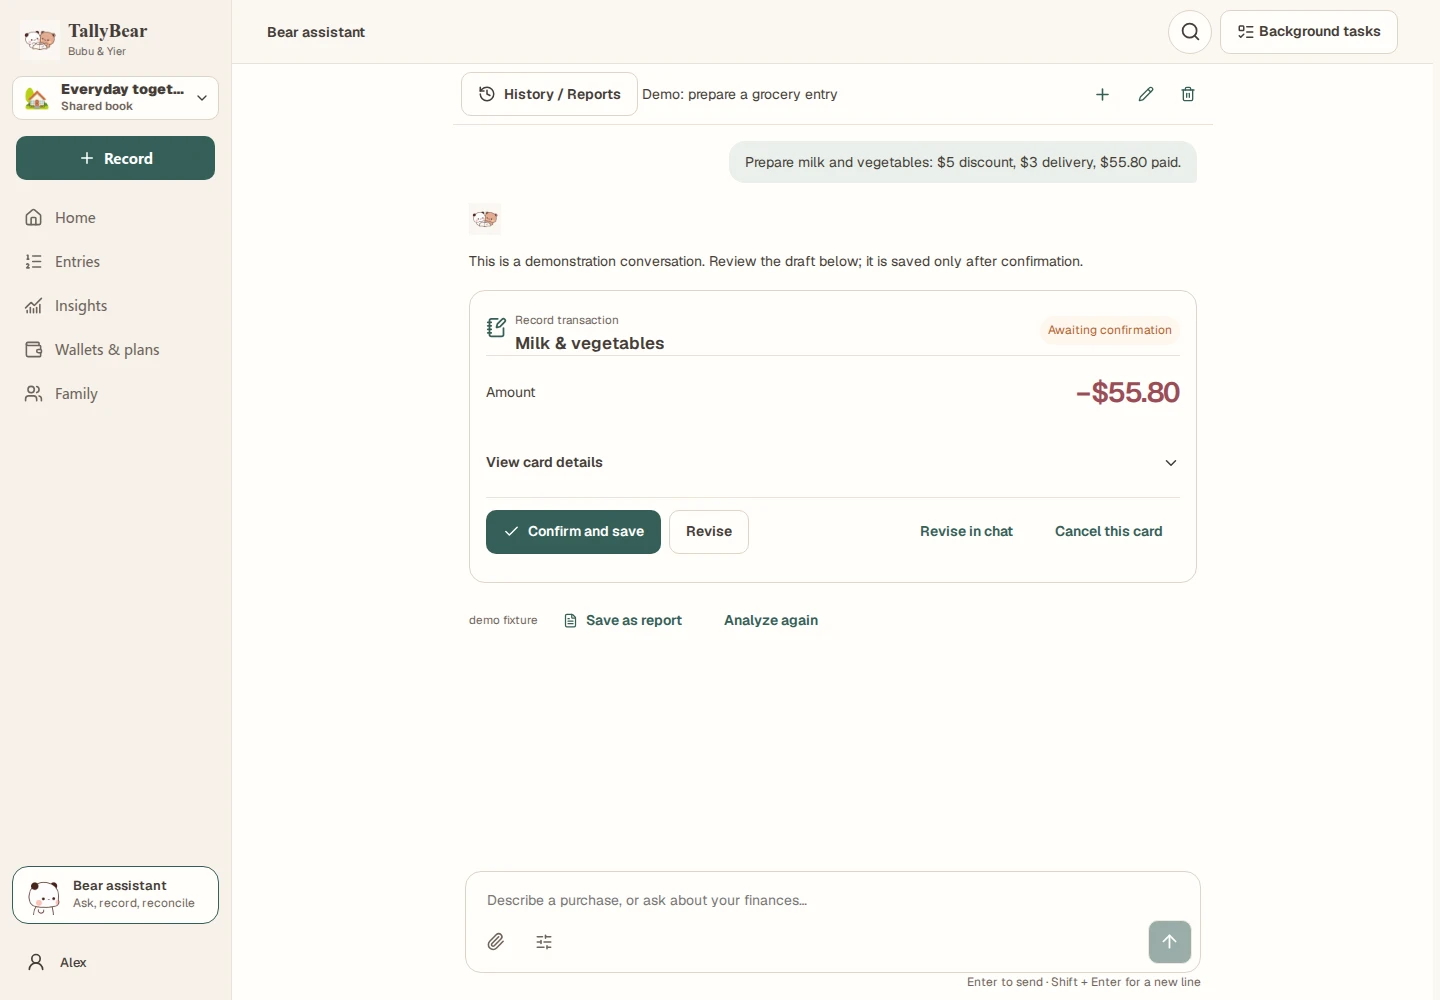 TallyBear
Bubu & Yier
Everyday toget...
Shared book
Record
Home
Entries
Insights
Wallets & plans
Family
Bear assistant
Ask, record, reconcile
Alex
Bear assistant
Background tasks
History / Reports
Demo: prepare a grocery entry
Prepare milk and vegetables: $5 discount, $3 delivery, $55.80 paid.
This is a demonstration conversation. Review the draft below; it is saved only after confirmation.
Record transaction
Milk & vegetables
Awaiting confirmation
Amount
−$55.80
View card details
Confirm and save
Revise
Revise in chat
Cancel this card
demo fixture
Save as report
Analyze again
Describe a purchase, or ask about your finances...
Enter to send · Shift + Enter for a new line